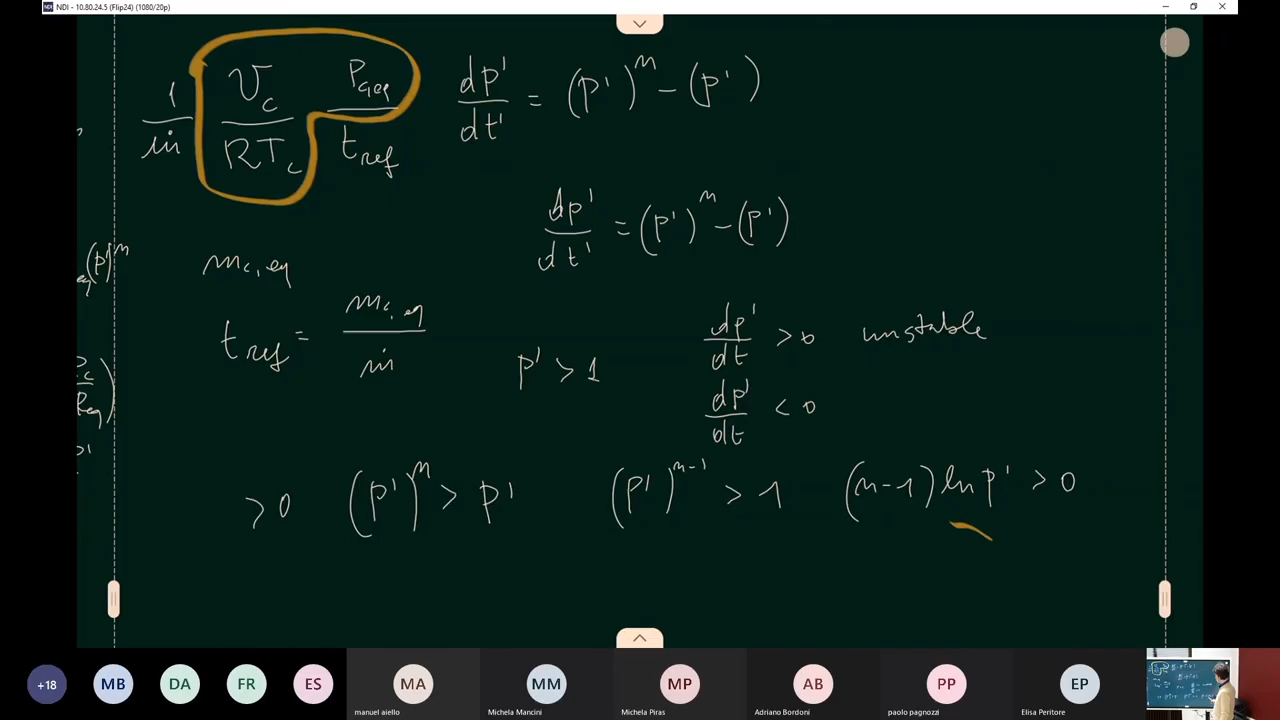 NDI - 10.80.24.5 (Flip24) (1080/20p)
1/ṁ V_c/RT_c P_c,eq/t_ref dp'/dt' = (p')^n - (p')
dp'/dt' = (p')^n - (p')
eq (p')^n
m_c,eq
t_ref = m_c,eq/ṁ
p' > 1
dp'/dt > 0 unstable
dp'/dt < 0
> 0 (p')^n > p' (p')^{n-1} > 1 (n-1) ln p' > 0
+18 MB DA FR ES MA MM MP AB PP EP
manuel aiello Michela Mancini Michela Piras Adriano Bordoni paolo pagnozzi Elisa Peritore